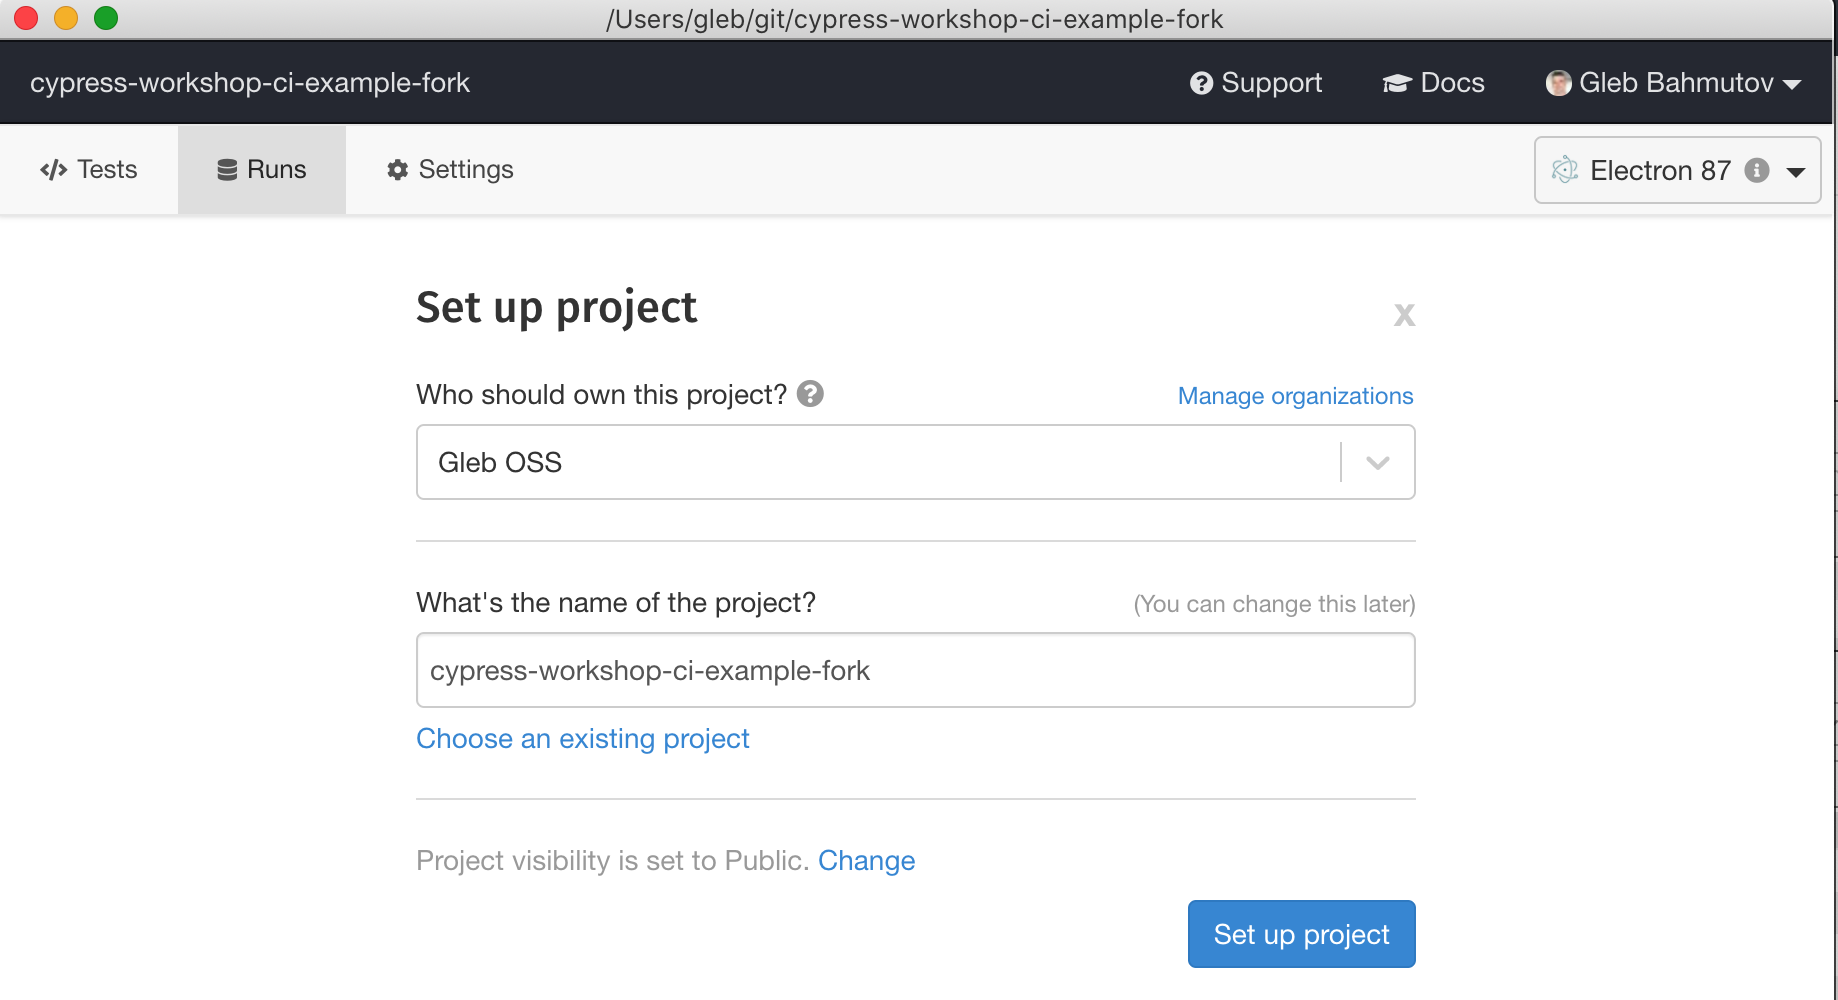 /Users/gleb/git/cypress-workshop-ci-example-fork
cypress-workshop-ci-example-fork Support Docs Gleb Bahmutov
Tests Runs Settings Electron 87
Set up project x
Who should own this project? Manage organizations
Gleb OSS
What's the name of the project? (You can change this later)
cypress-workshop-ci-example-fork
Choose an existing project
Project visibility is set to Public. Change
Set up project